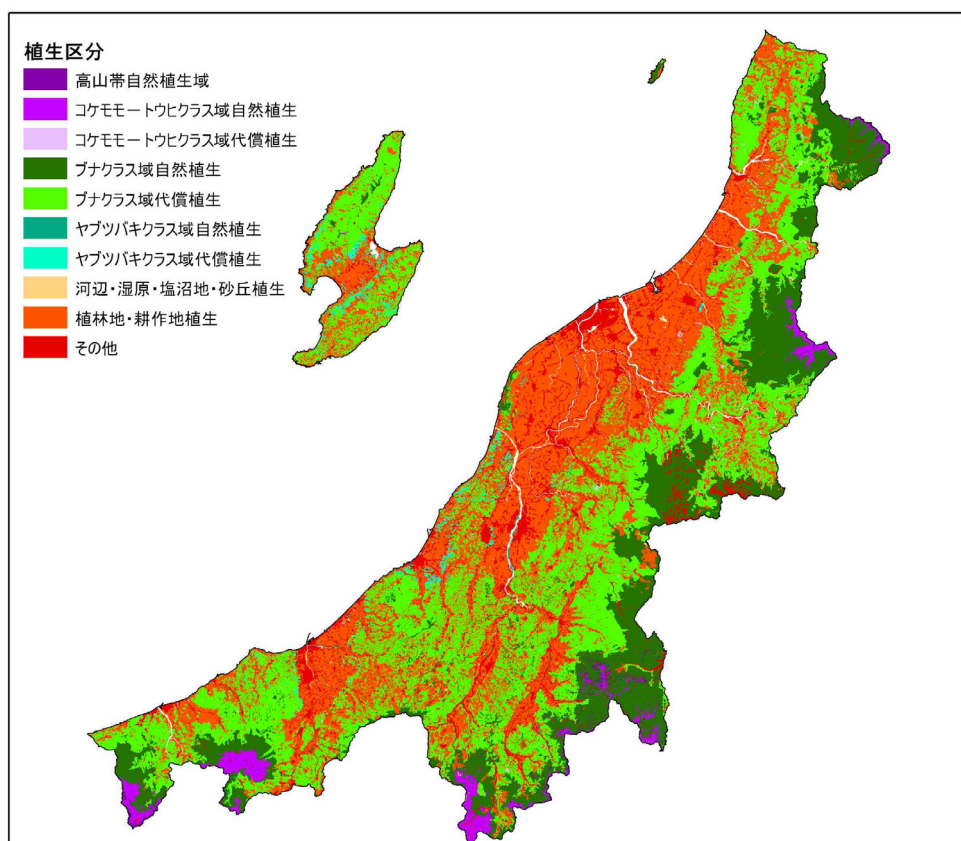 植生区分
高山帯自然植生域
コケモモートウヒクラス域自然植生
コケモモートウヒクラス域代償植生
ブナクラス域自然植生
ブナクラス域代償植生
ヤブツバキクラス域自然植生
ヤブツバキクラス域代償植生
河辺・湿原・塩沼地・砂丘植生
植林地・耕作地植生
その他